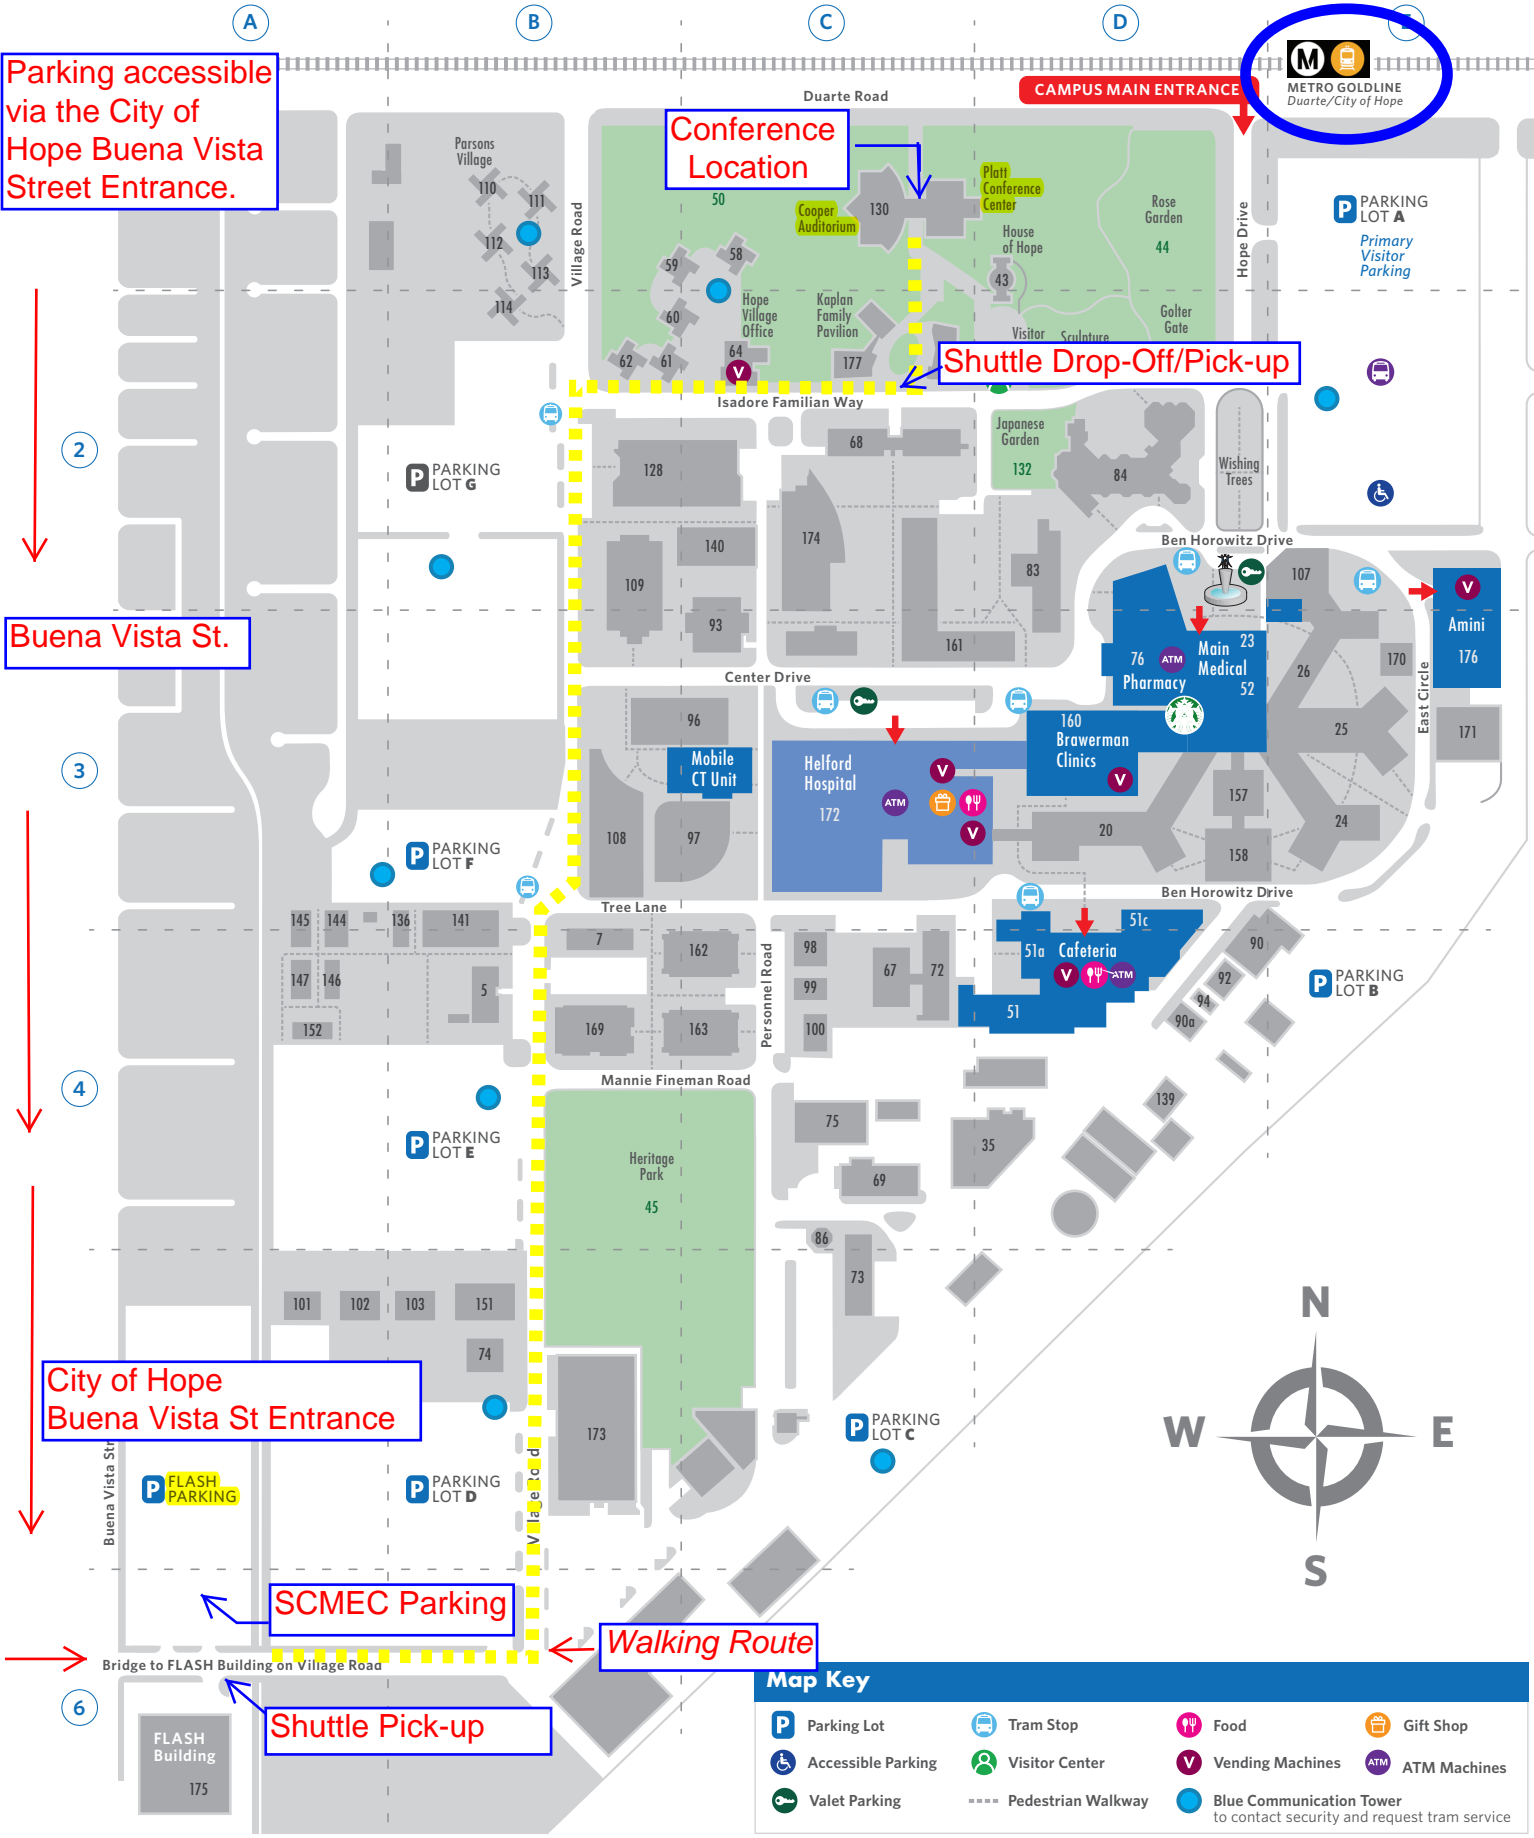 A
B
C
D
E
METRO GOLDLINE
Duarte/City of Hope
Parking accessible
via the City of
Hope Buena Vista
Street Entrance.
CAMPUS MAIN ENTRANCE
Duarte Road
Conference
Location
Parsons
Village
110
111
112
113
114
Village Road
50
Cooper
Auditorium
130
Platt
Conference
Center
House
of Hope
43
Rose
Garden
44
Hope Drive
P PARKING
LOT A
Primary
Visitor
Parking
58
59
60
61
62
64
V
Hope
Village
Office
Kaplan
Family
Pavilion
177
Visitor
Sculpture
Golter
Gate
Shuttle Drop-Off/Pick-up
Isadore Familian Way
2
P PARKING
LOT G
128
68
Japanese
Garden
132
84
Wishing
Trees
140
109
93
174
83
161
Ben Horowitz Drive
107
V
Amini
176
Buena Vista St.
Center Drive
76
ATM
Pharmacy
Main
Medical
23
52
26
170
East Circle
25
171
3
96
Mobile
CT Unit
108
97
Helford
Hospital
172
V
ATM
V
160
Brawerman
Clinics
V
157
20
158
24
P PARKING
LOT F
Tree Lane
Ben Horowitz Drive
145
144
136
141
147
146
152
5
7
162
169
163
Personnel Road
98
99
100
67
72
51a
51c
Cafeteria
V
ATM
51
90
92
94
90a
P PARKING
LOT B
4
Mannie Fineman Road
P PARKING
LOT E
Heritage
Park
45
75
69
35
139
86
73
101
102
103
151
74
City of Hope
Buena Vista St Entrance
173
P PARKING
LOT C
N
W
E
S
Buena Vista Str
P FLASH
PARKING
P PARKING
LOT D
Village Road
SCMEC Parking
Walking Route
Bridge to FLASH Building on Village Road
6
Shuttle Pick-up
FLASH
Building
175
Map Key
P Parking Lot
Tram Stop
Food
Gift Shop
Accessible Parking
Visitor Center
V Vending Machines
ATM ATM Machines
Valet Parking
Pedestrian Walkway
Blue Communication Tower
to contact security and request tram service